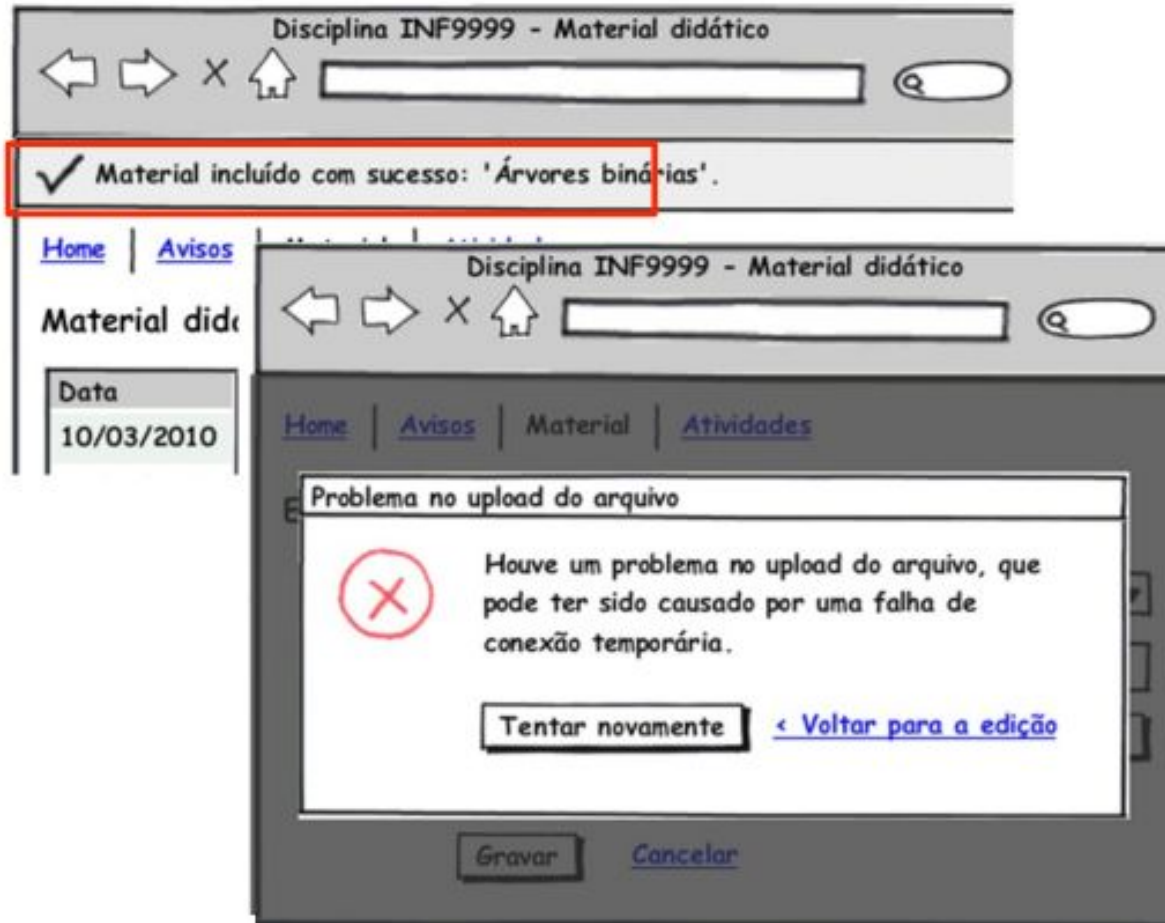 Disciplina INF9999 - Material didático
Material incluído com sucesso: 'Árvores binárias'.
Home | Avisos
Material
Data
10/03/2010
Disciplina INF9999 - Material didático
Home | Avisos | Material | Atividades
Problema no upload do arquivo
Houve um problema no upload do arquivo, que
pode ter sido causado por uma falha de
conexão temporária.
Tentar novamente < Voltar para a edição
Gravar Cancelar